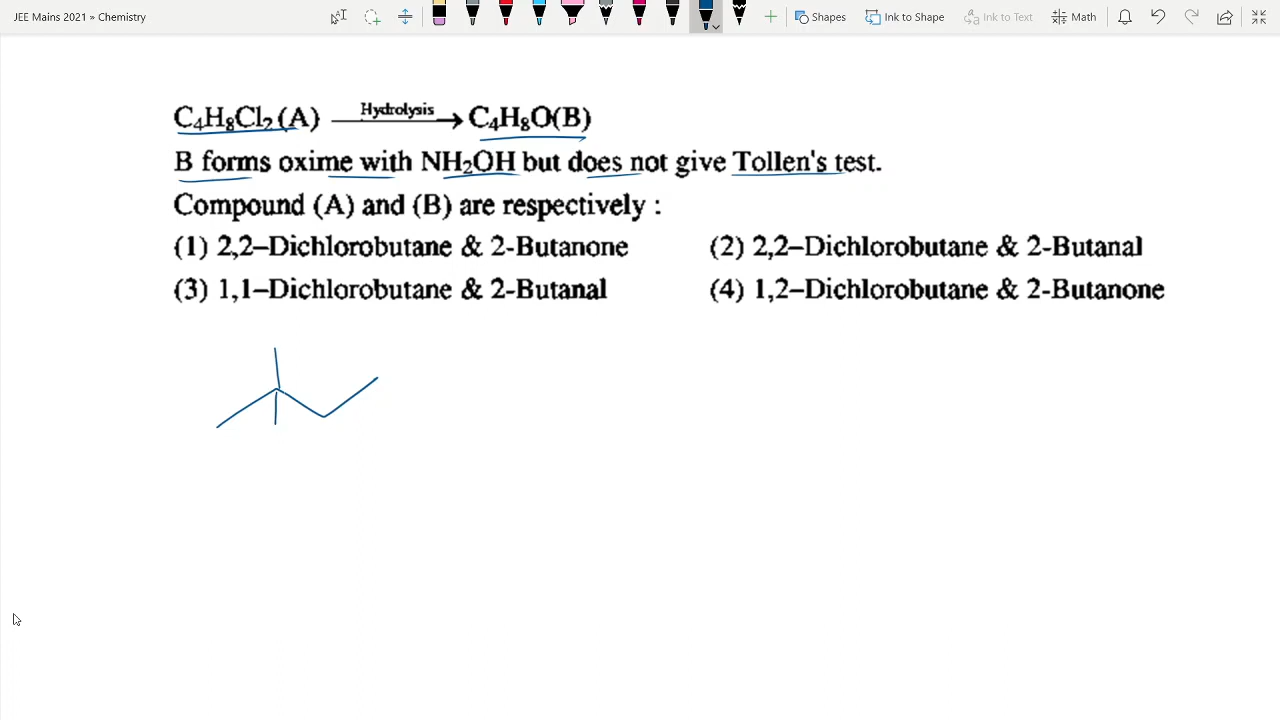 JEE Mains 2021 » Chemistry
Shapes Ink to Shape Ink to Text Math
C₄H₈Cl₂(A) —Hydrolysis→ C₄H₈O(B)
B forms oxime with NH₂OH but does not give Tollen's test.
Compound (A) and (B) are respectively :
(1) 2,2–Dichlorobutane & 2-Butanone (2) 2,2–Dichlorobutane & 2-Butanal
(3) 1,1–Dichlorobutane & 2-Butanal (4) 1,2–Dichlorobutane & 2-Butanone